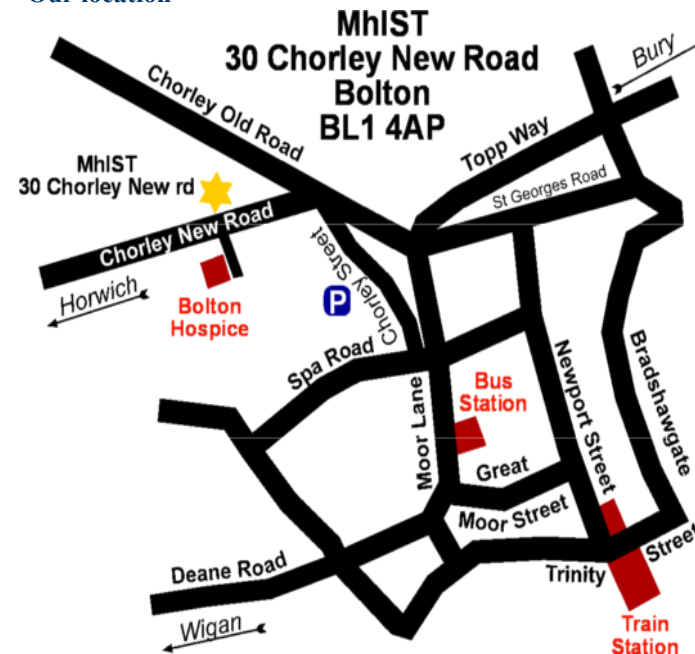 Our location
MhIST
30 Chorley New Road
Bolton
BL1 4AP
Bury
Chorley Old Road
Topp Way
MhIST
30 Chorley New rd
St Georges Road
Chorley New Road
Chorley Street
Horwich
P
Bolton
Hospice
Spa Road
Moor Lane
Bus
Station
Newport Street
Bradshawgate
Great
Moor Street
Deane Road
Trinity
Street
Wigan
Train
Station